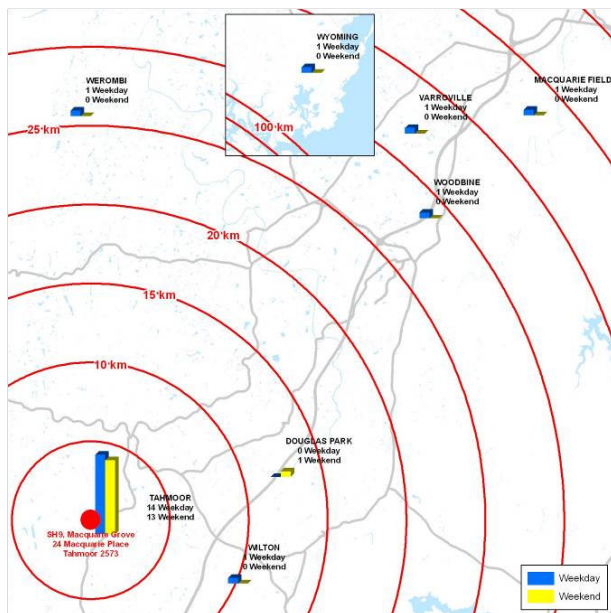 WYOMING
1 Weekday
0 Weekend
100 km
WEROMBI
1 Weekday
0 Weekend
25 km
VARROVILLE
1 Weekday
0 Weekend
MACQUARIE FIELD
1 Weekday
0 Weekend
WOODBINE
1 Weekday
0 Weekend
20 km
15 km
10 km
DOUGLAS PARK
0 Weekday
1 Weekend
TAHMOOR
14 Weekday
13 Weekend
SH9, Macquarie Grove
24 Macquarie Place
Tahmoor 2573
WILTON
1 Weekday
0 Weekend
Weekday
Weekend